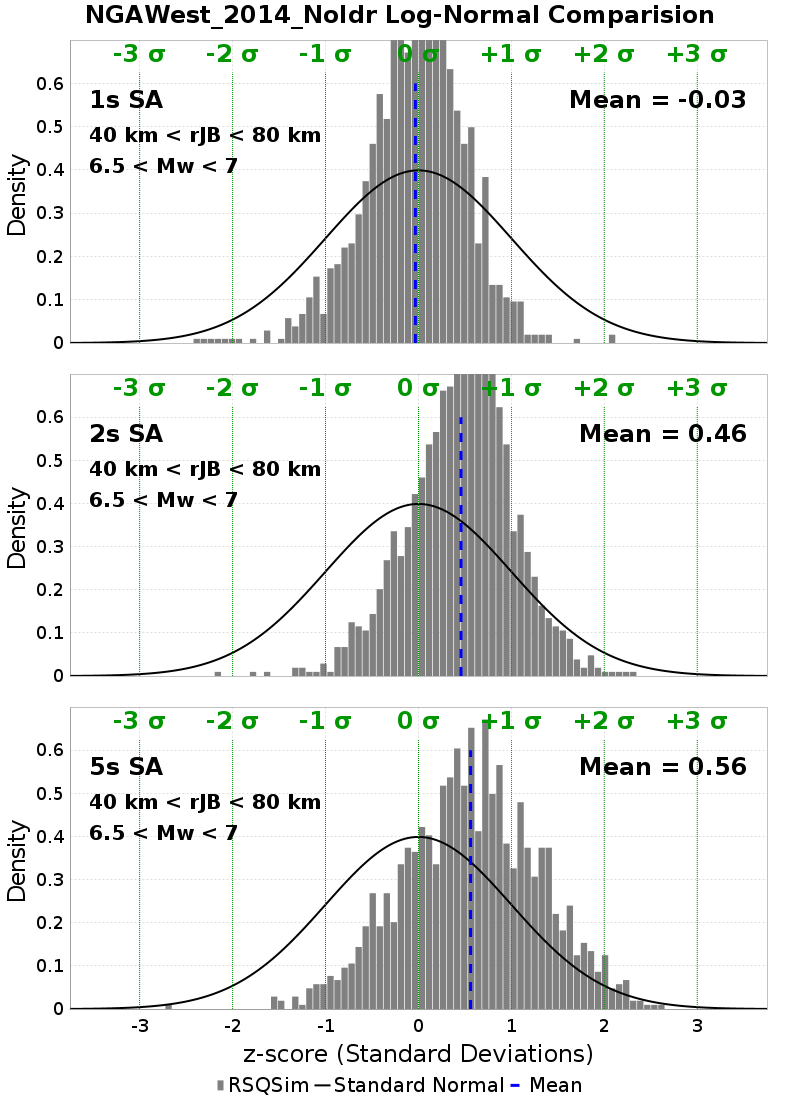 NGAWest_2014_NoIdr Log-Normal Comparision
-3 σ -2 σ -1 σ 0 σ +1 σ +2 σ +3 σ
1s SA
Mean = -0.03
40 km < rJB < 80 km
6.5 < Mw < 7
Density
0.6
0.5
0.4
0.3
0.2
0.1
0
-3 σ -2 σ -1 σ 0 σ +1 σ +2 σ +3 σ
2s SA
Mean = 0.46
40 km < rJB < 80 km
6.5 < Mw < 7
Density
0.6
0.5
0.4
0.3
0.2
0.1
0
-3 σ -2 σ -1 σ 0 σ +1 σ +2 σ +3 σ
5s SA
Mean = 0.56
40 km < rJB < 80 km
6.5 < Mw < 7
Density
0.6
0.5
0.4
0.3
0.2
0.1
0
-3 -2 -1 0 1 2 3
z-score (Standard Deviations)
RSQSim Standard Normal Mean